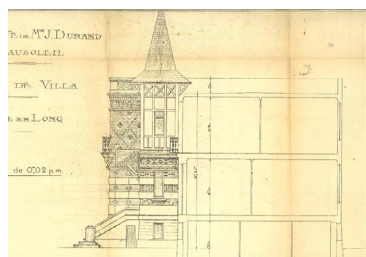 DE Mʳ J. DURAND
AUSOLEIL
DE VILLA
EN LONG
de 0,02 p.m.